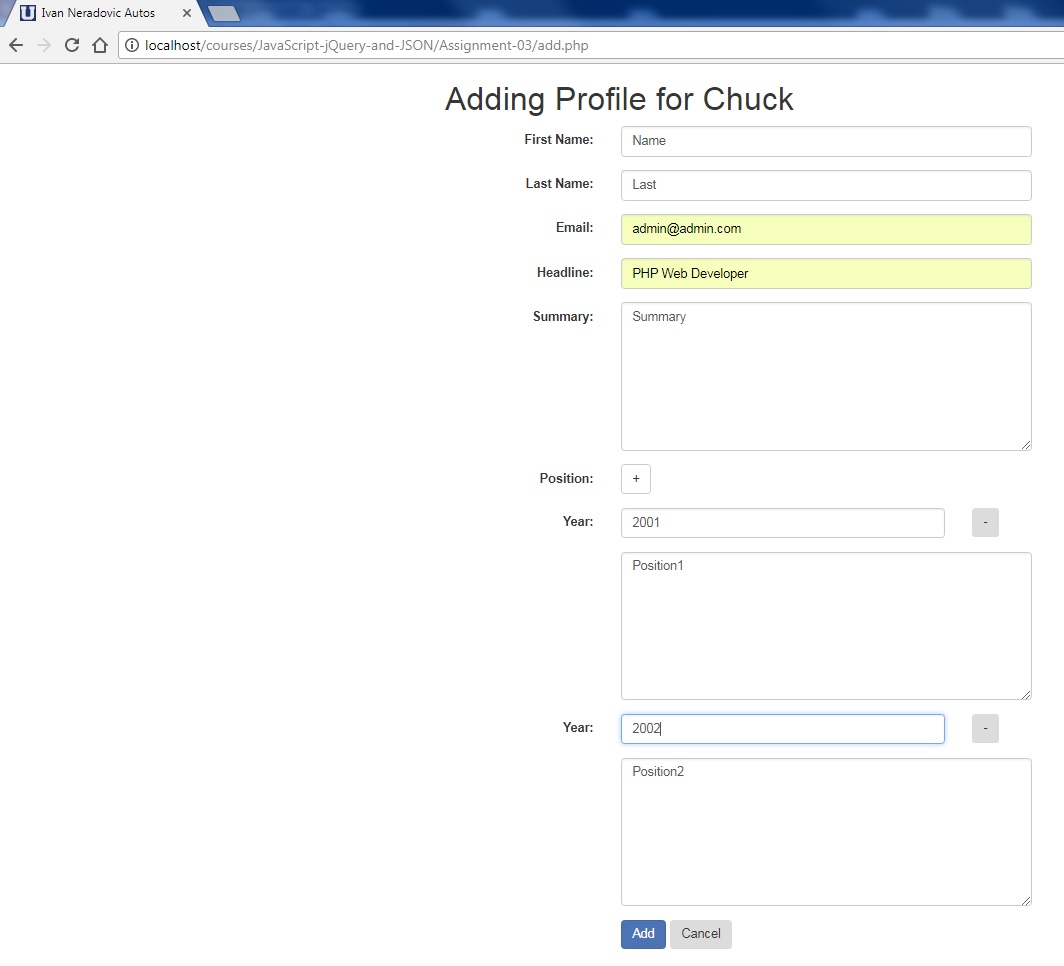 Ivan Neradovic Autos
localhost/courses/JavaScript-jQuery-and-JSON/Assignment-03/add.php
Adding Profile for Chuck
First Name: Name
Last Name: Last
Email: admin@admin.com
Headline: PHP Web Developer
Summary: Summary
Position: +
Year: 2001 -
Position1
Year: 2002 -
Position2
Add Cancel